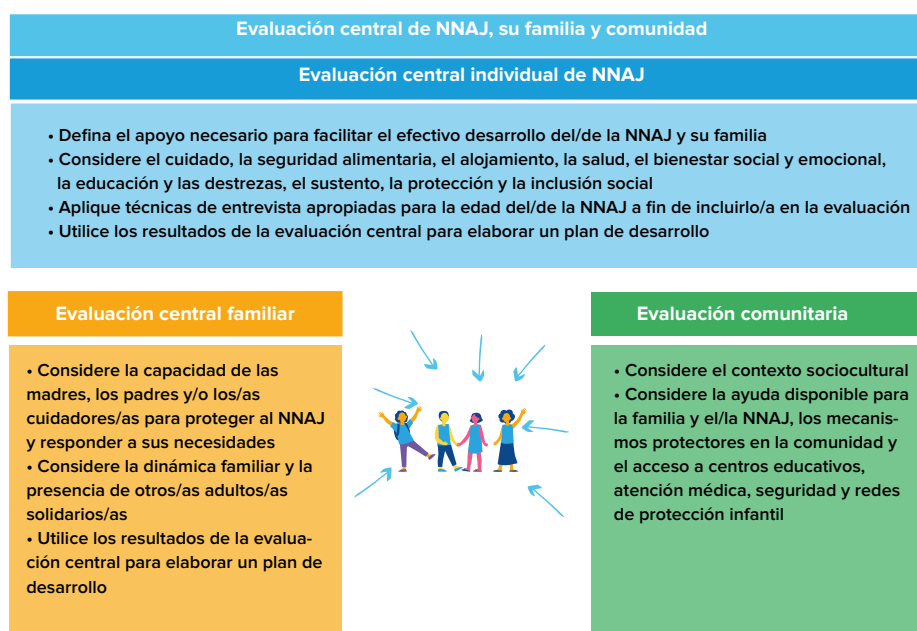 Evaluación central de NNAJ, su familia y comunidad
Evaluación central individual de NNAJ
• Defina el apoyo necesario para facilitar el efectivo desarrollo del/de la NNAJ y su familia
• Considere el cuidado, la seguridad alimentaria, el alojamiento, la salud, el bienestar social y emocional,
la educación y las destrezas, el sustento, la protección y la inclusión social
• Aplique técnicas de entrevista apropiadas para la edad del/de la NNAJ a fin de incluirlo/a en la evaluación
• Utilice los resultados de la evaluación central para elaborar un plan de desarrollo
Evaluación central familiar
• Considere la capacidad de las
madres, los padres y/o los/as
cuidadores/as para proteger al NNAJ
y responder a sus necesidades
• Considere la dinámica familiar y la
presencia de otros/as adultos/as
solidarios/as
• Utilice los resultados de la evalua-
ción central para elaborar un plan de
desarrollo
Evaluación comunitaria
• Considere el contexto sociocultural
• Considere la ayuda disponible para
la familia y el/la NNAJ, los mecanis-
mos protectores en la comunidad y
el acceso a centros educativos,
atención médica, seguridad y redes
de protección infantil